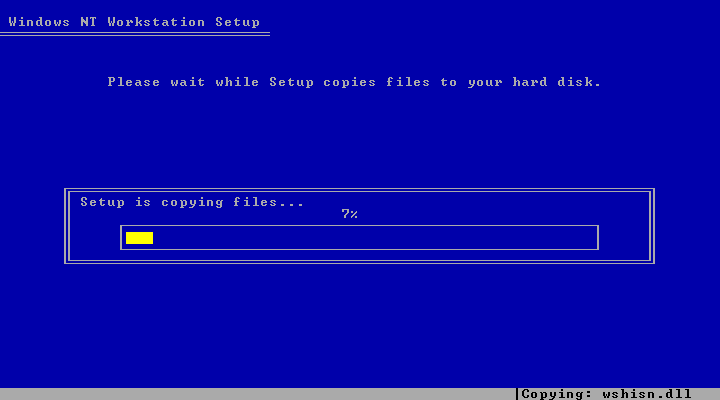 Windows NT Workstation Setup
Please wait while Setup copies files to your hard disk.
Setup is copying files...
7%
|Copying: wshisn.dll